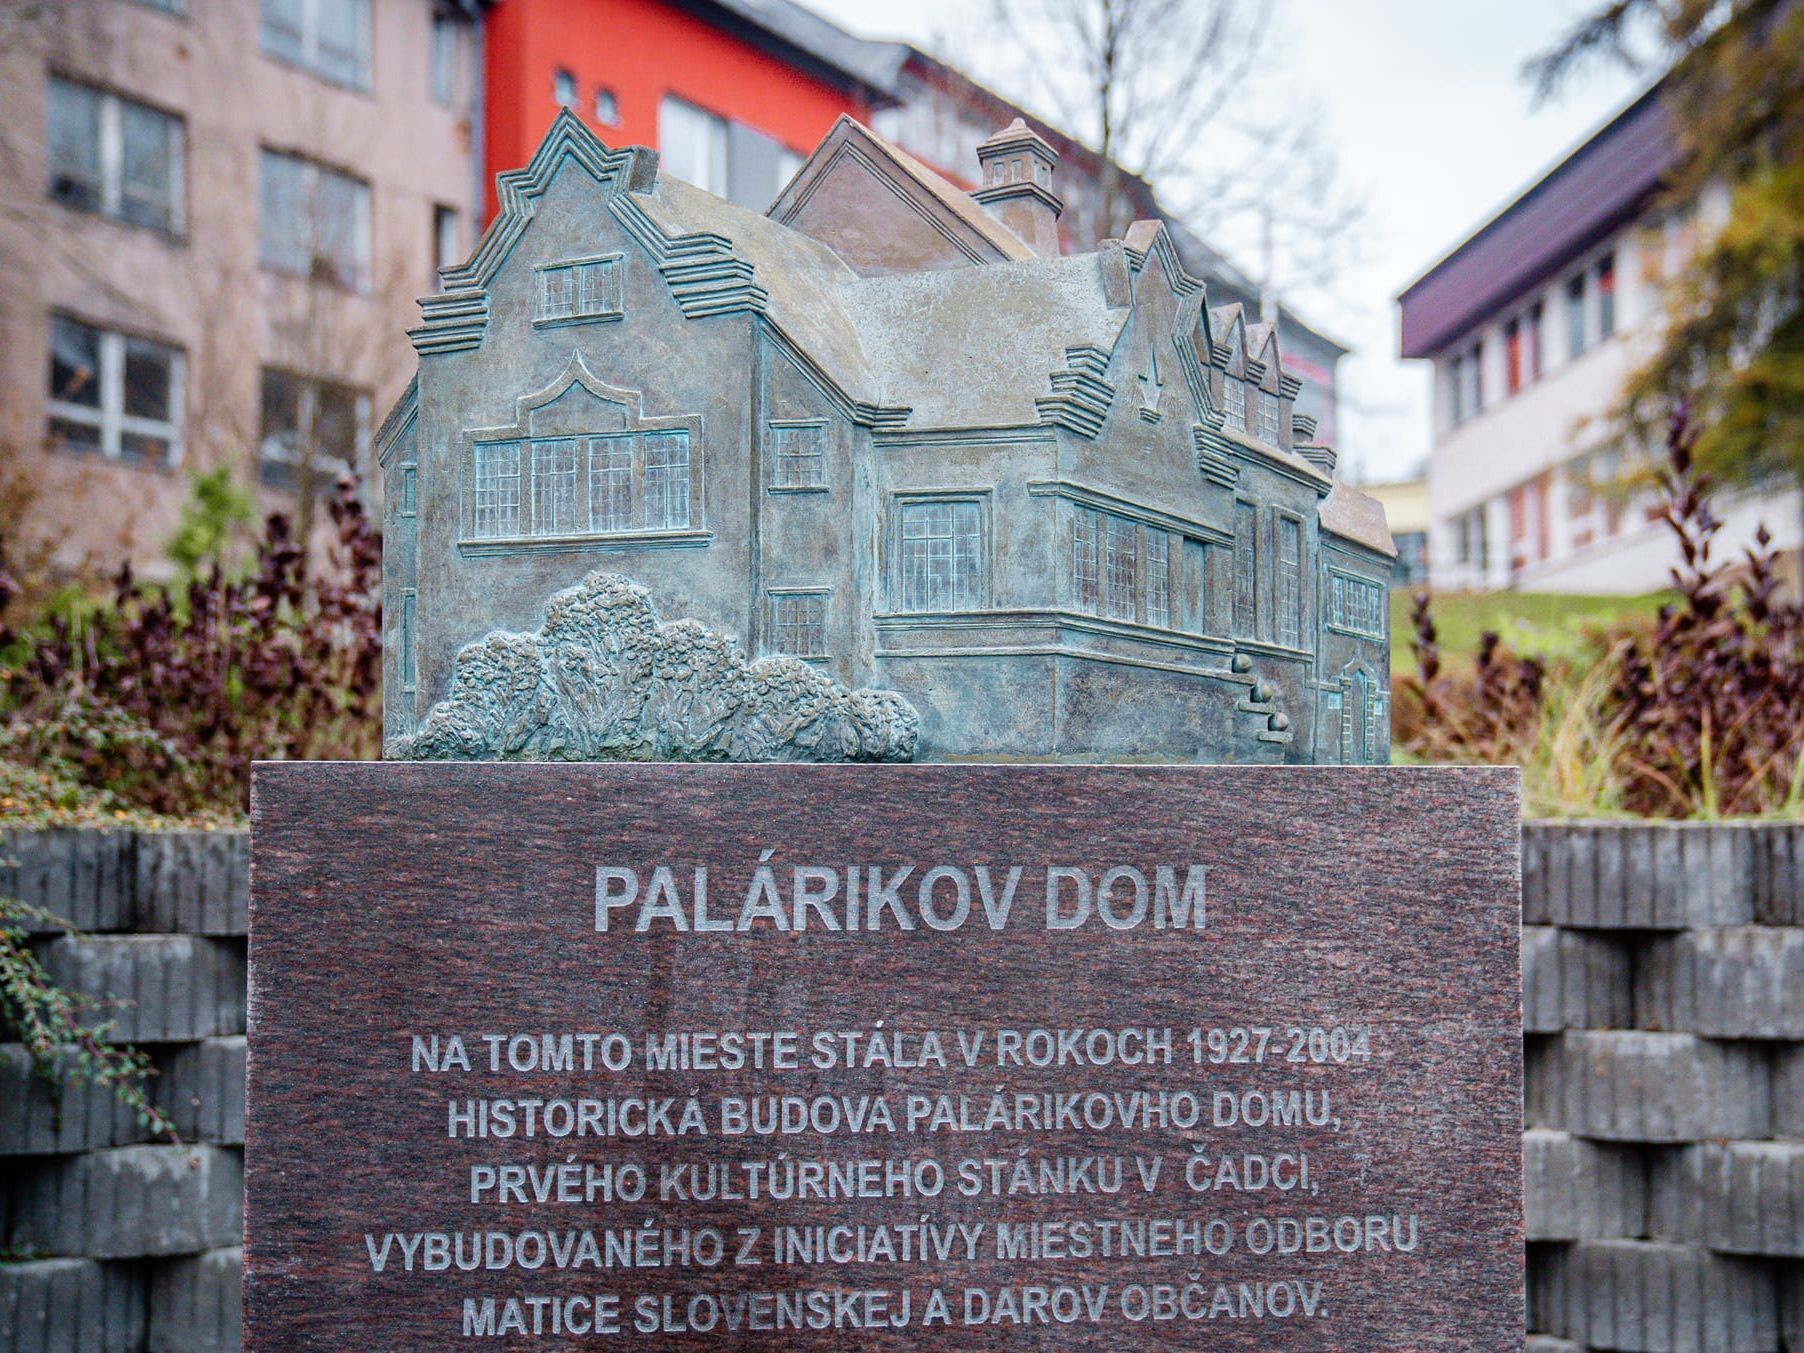 PALÁRIKOV DOM
NA TOMTO MIESTE STÁLA V ROKOCH 1927-2004
HISTORICKÁ BUDOVA PALÁRIKOVHO DOMU,
PRVÉHO KULTÚRNEHO STÁNKU V ČADCI,
VYBUDOVANÉHO Z INICIATÍVY MIESTNEHO ODBORU
MATICE SLOVENSKEJ A DAROV OBČANOV.